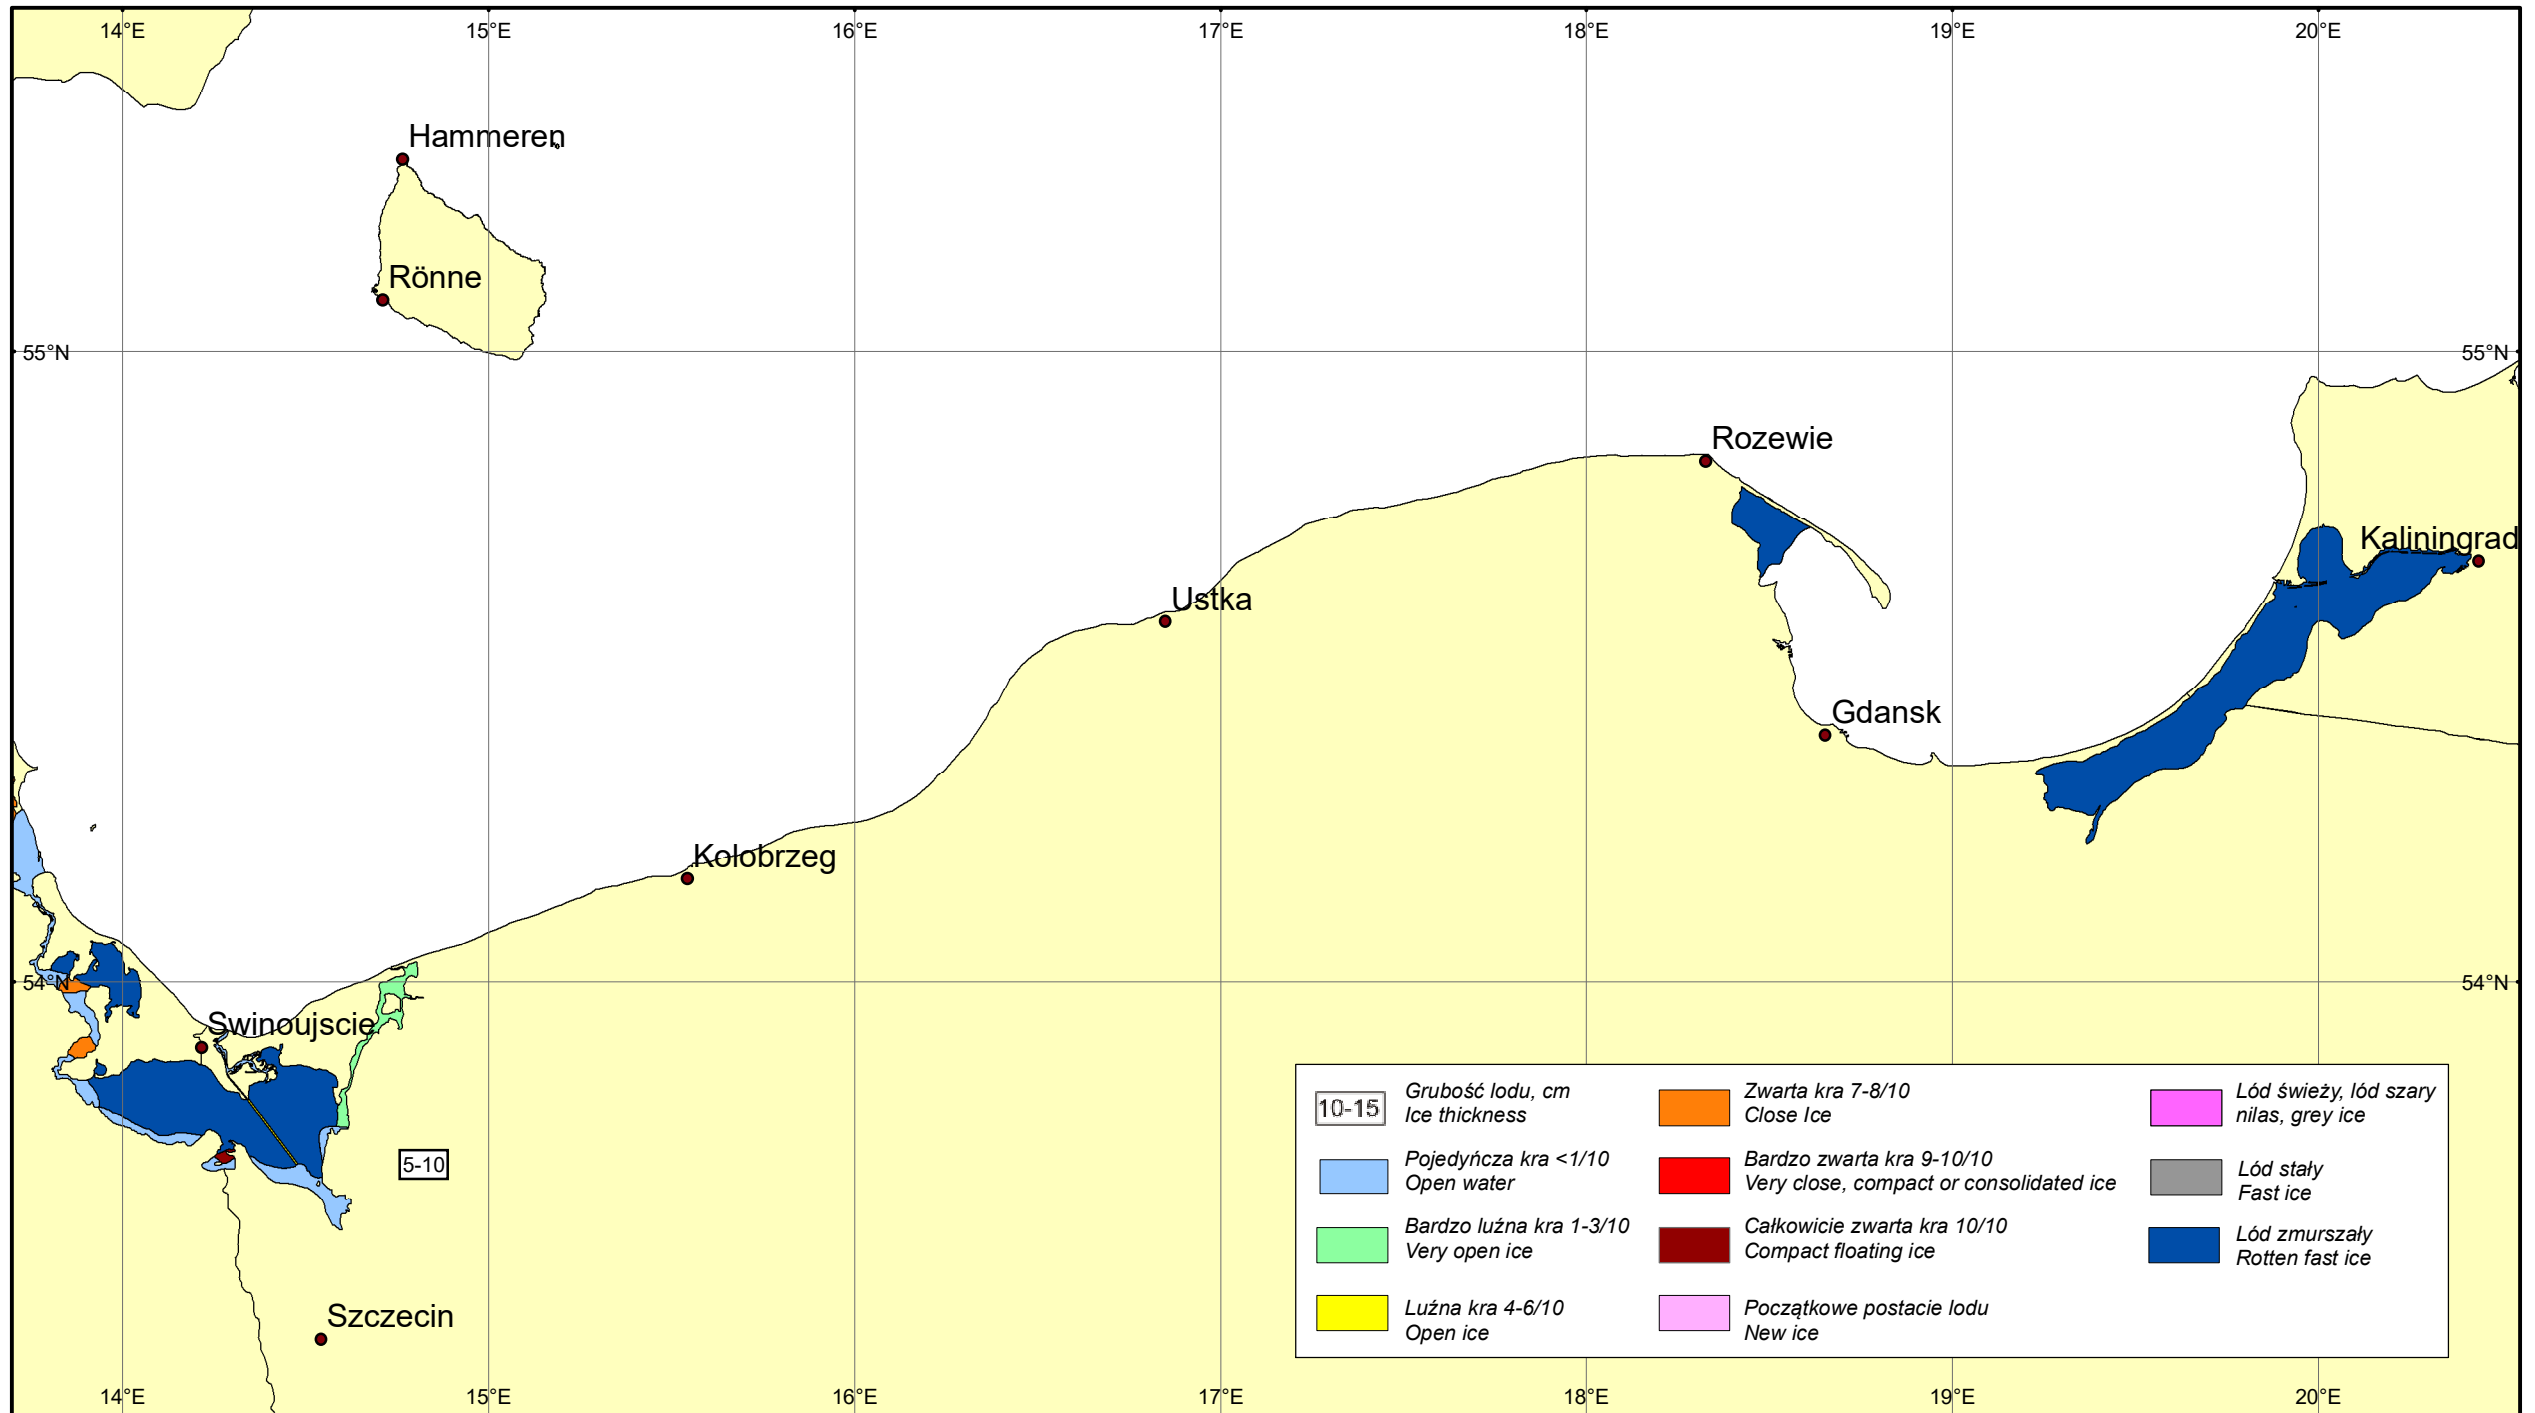 14°E 15°E 16°E 17°E 18°E 19°E 20°E
Hammeren
Rönne
55°N 55°N
Rozewie
Kaliningrad
Ustka
Gdansk
Kolobrzeg
54°N 54°N
Swinoujscie
5-10
Szczecin
10-15
Grubość lodu, cm
Ice thickness
Pojedyńcza kra <1/10
Open water
Bardzo luźna kra 1-3/10
Very open ice
Luźna kra 4-6/10
Open ice
Zwarta kra 7-8/10
Close Ice
Bardzo zwarta kra 9-10/10
Very close, compact or consolidated ice
Całkowicie zwarta kra 10/10
Compact floating ice
Początkowe postacie lodu
New ice
Lód świeży, lód szary
nilas, grey ice
Lód stały
Fast ice
Lód zmurszały
Rotten fast ice
14°E 15°E 16°E 17°E 18°E 19°E 20°E